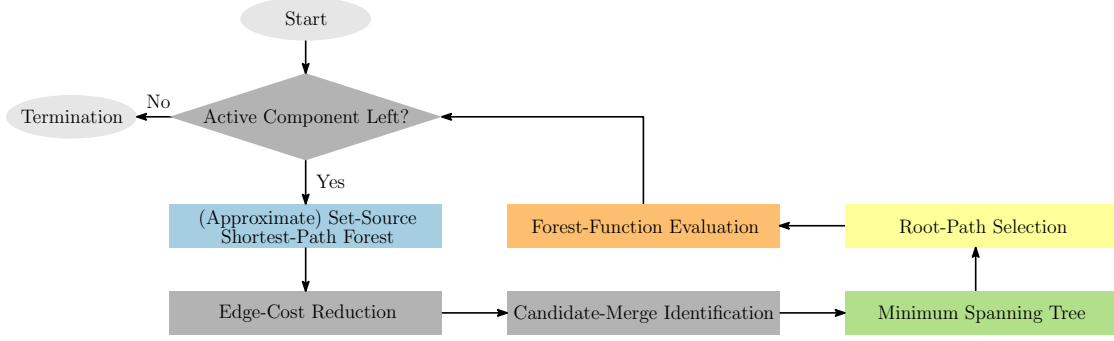 Start
No
Termination
Active Component Left?
Yes
(Approximate) Set-Source
Shortest-Path Forest
Forest-Function Evaluation
Root-Path Selection
Edge-Cost Reduction
Candidate-Merge Identification
Minimum Spanning Tree